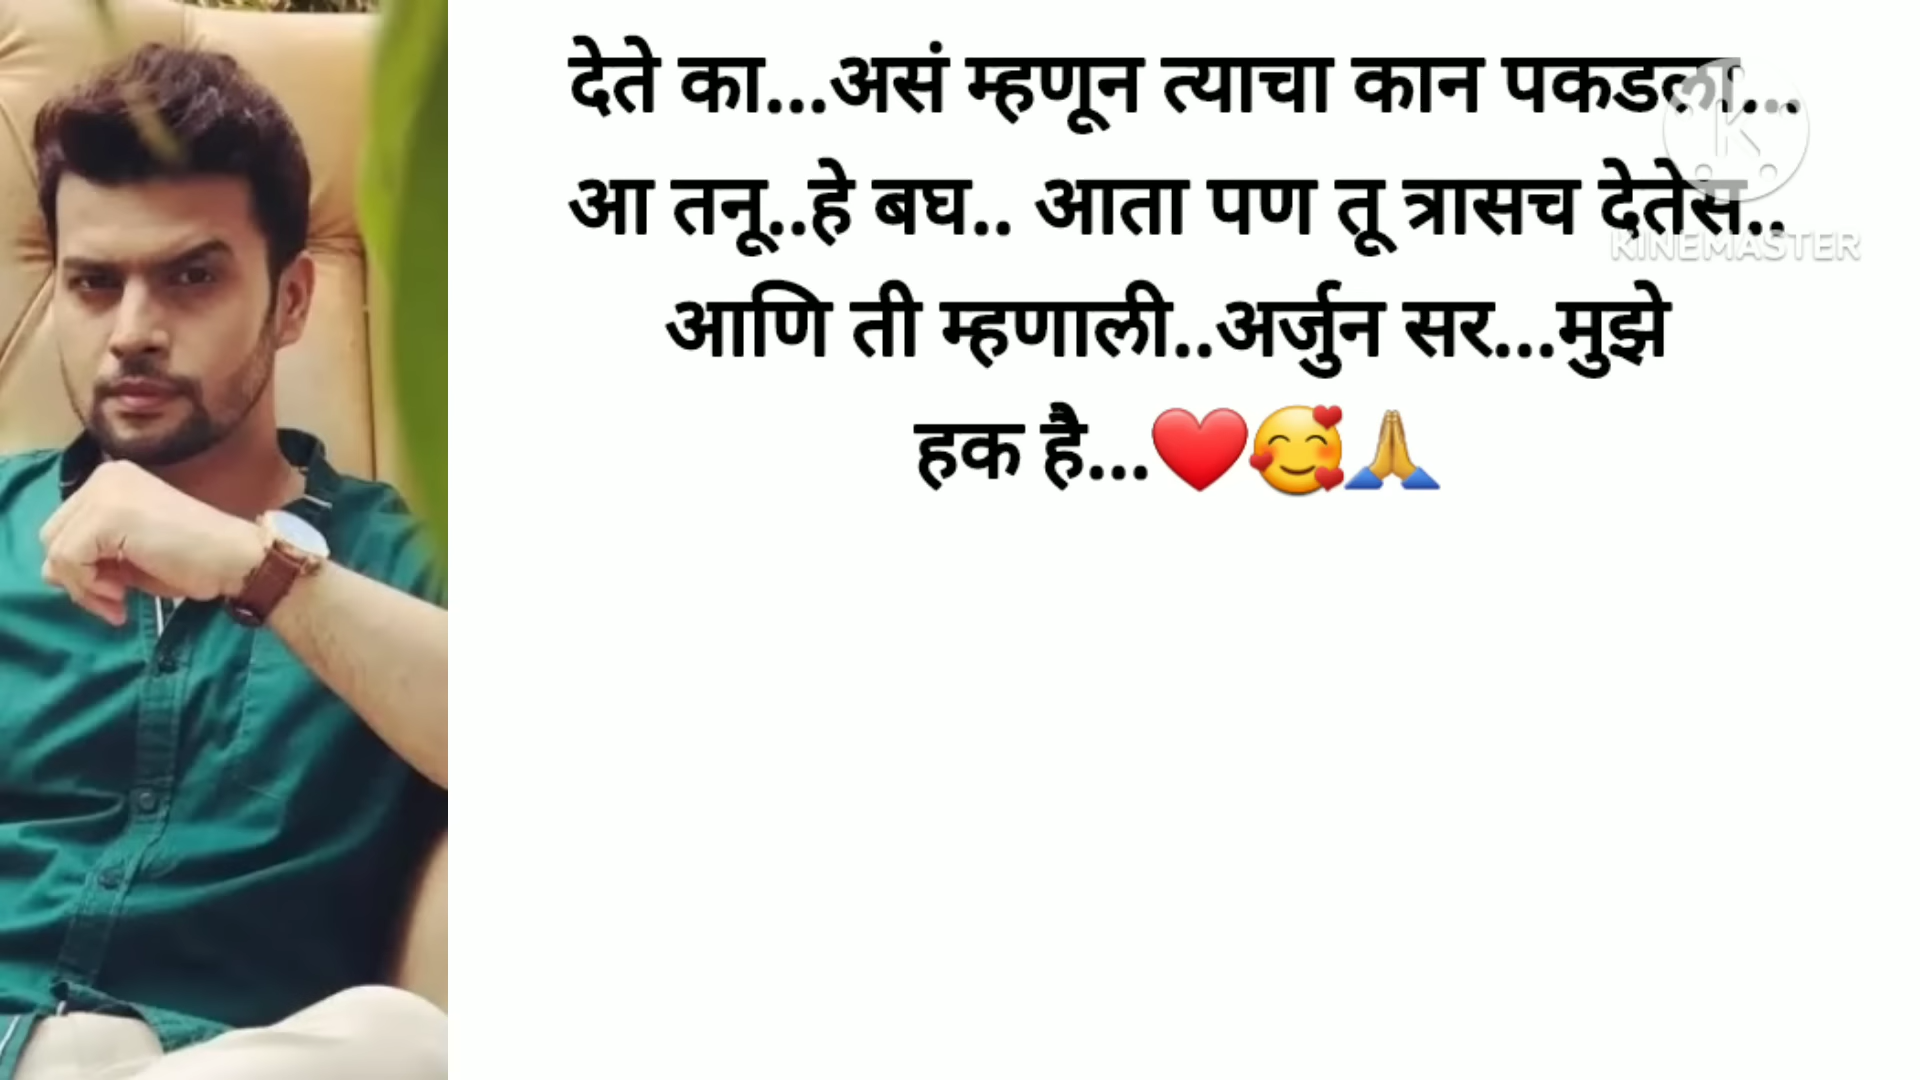 देते का...असं म्हणून त्याचा कान पकडला...
आ तनू..हे बघ.. आता पण तू त्रासच देतेस..
आणि ती म्हणाली..अर्जुन सर...मुझे
हक है...❤️🥰🙏
K
KINEMASTER